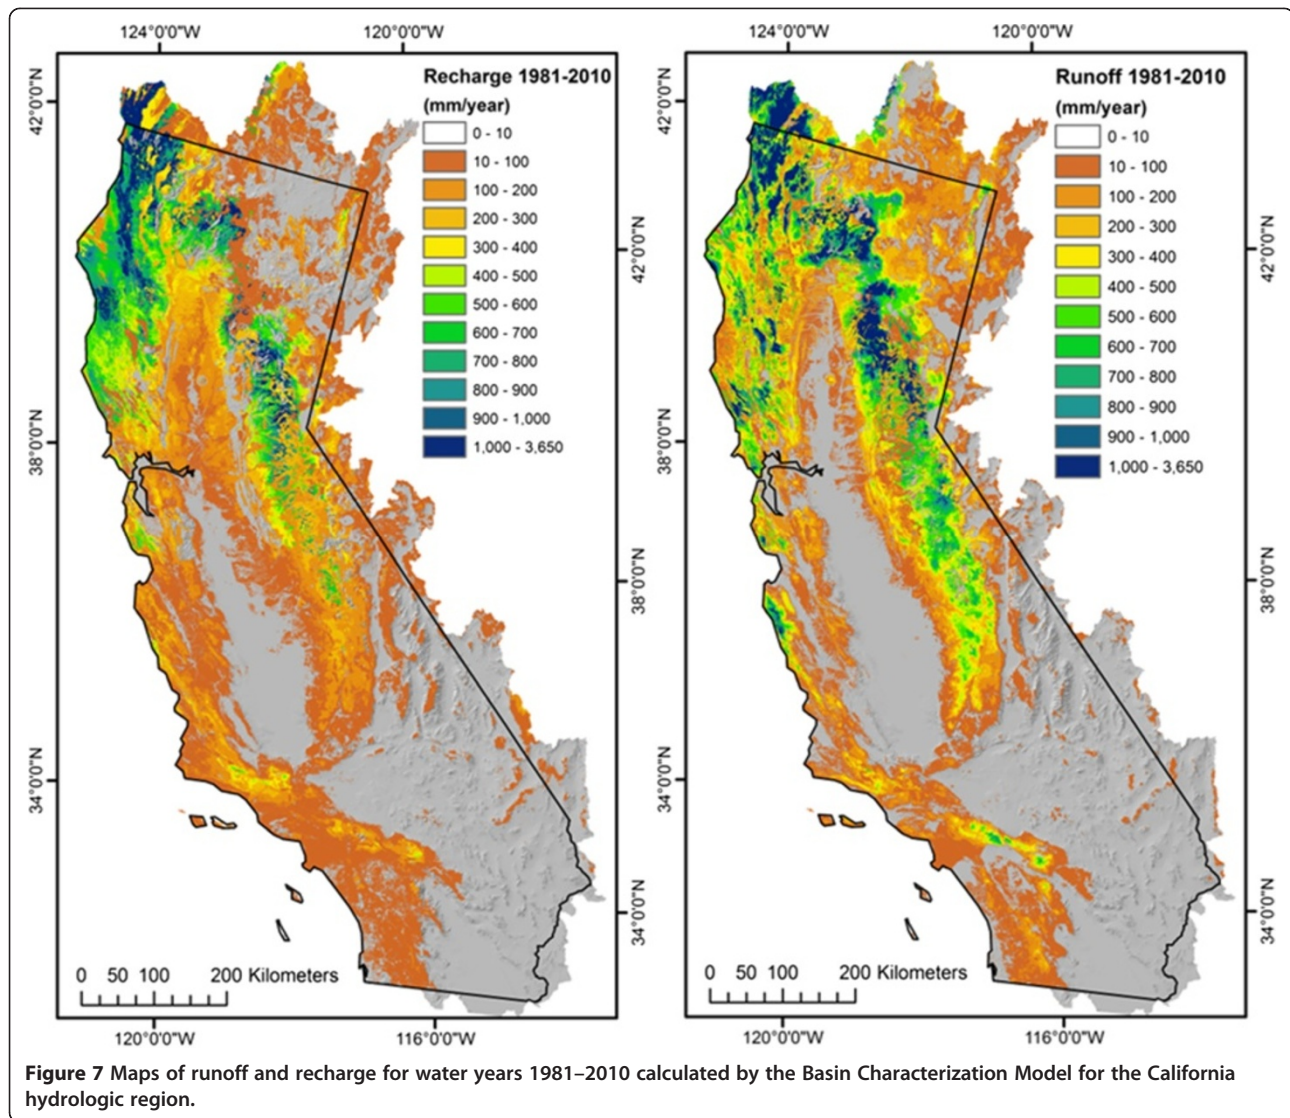 124°0'0"W 120°0'0"W
Recharge 1981-2010
(mm/year)
0 - 10
10 - 100
100 - 200
200 - 300
300 - 400
400 - 500
500 - 600
600 - 700
700 - 800
800 - 900
900 - 1,000
1,000 - 3,650
42°0'0"N
38°0'0"N
34°0'0"N
42°0'0"N
38°0'0"N
34°0'0"N
0 50 100 200 Kilometers
120°0'0"W 116°0'0"W
124°0'0"W 120°0'0"W
Runoff 1981-2010
(mm/year)
0 - 10
10 - 100
100 - 200
200 - 300
300 - 400
400 - 500
500 - 600
600 - 700
700 - 800
800 - 900
900 - 1,000
1,000 - 3,650
42°0'0"N
38°0'0"N
34°0'0"N
42°0'0"N
38°0'0"N
34°0'0"N
0 50 100 200 Kilometers
120°0'0"W 116°0'0"W
Figure 7 Maps of runoff and recharge for water years 1981–2010 calculated by the Basin Characterization Model for the California
hydrologic region.